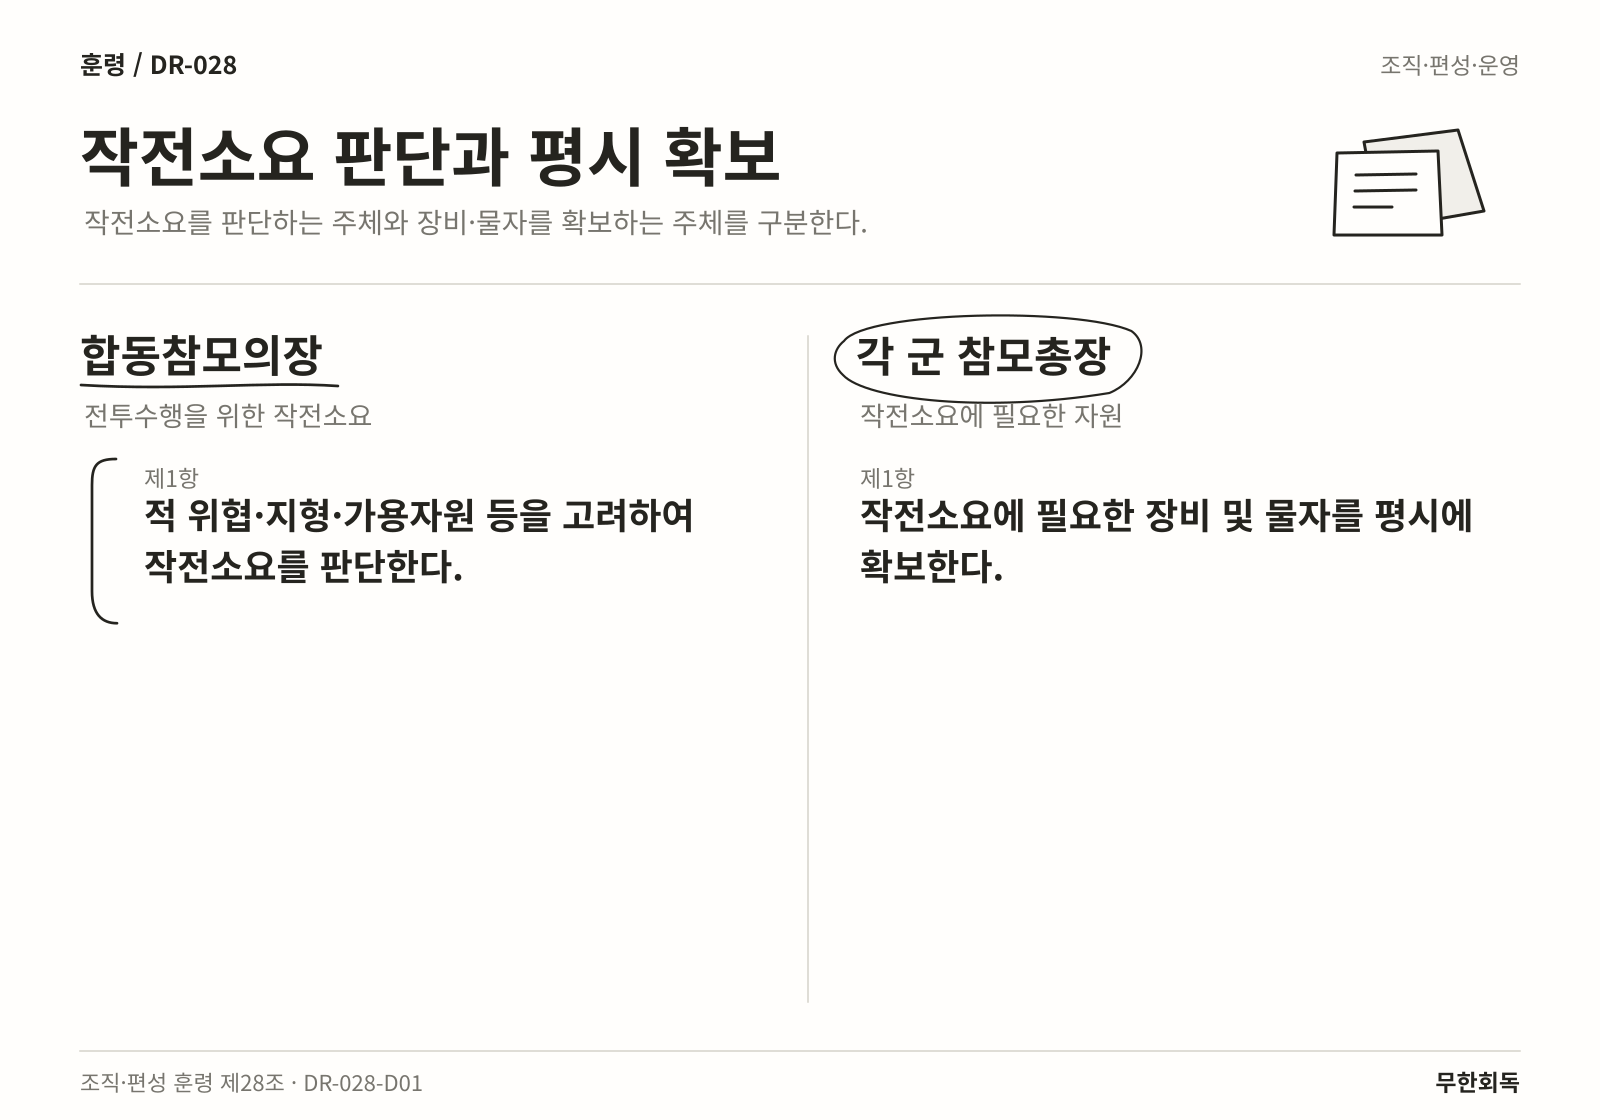 훈령 / DR-028
조직·편성·운영
작전소요 판단과 평시 확보
작전소요를 판단하는 주체와 장비·물자를 확보하는 주체를 구분한다.
합동참모의장
전투수행을 위한 작전소요
제1항
적 위협·지형·가용자원 등을 고려하여
작전소요를 판단한다.
각 군 참모총장
작전소요에 필요한 자원
제1항
작전소요에 필요한 장비 및 물자를 평시에
확보한다.
조직·편성 훈령 제28조 · DR-028-D01
무한회독